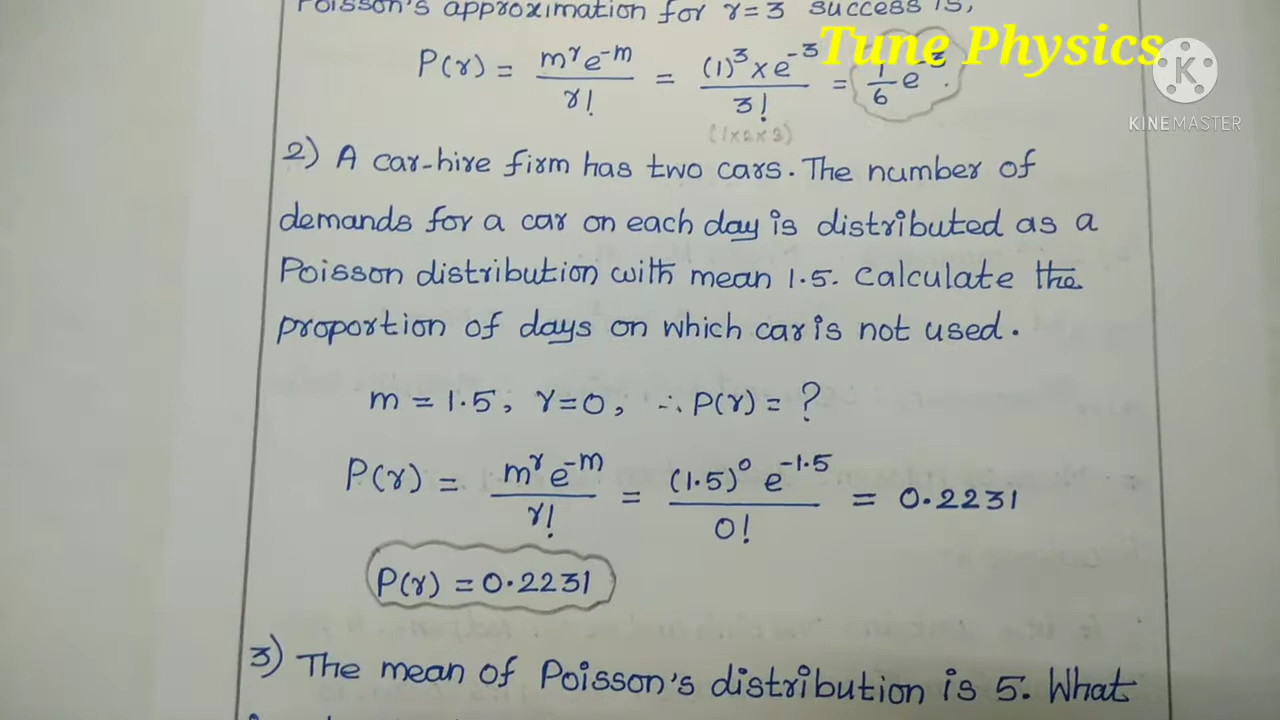 Poisson's approximation for r=3 success is,
Tune Physics
P(r) = m^r e^-m / r! = (1)^3 x e^-3 / 3! = 1/6 e^-3.
K
KINEMASTER
(1x2x3)
2) A car-hire firm has two cars. The number of
demands for a car on each day is distributed as a
Poisson distribution with mean 1.5. Calculate the
proportion of days on which car is not used.
m = 1.5, r=0, ∴ P(r) = ?
P(r) = m^r e^-m / r! = (1.5)^0 e^-1.5 / 0! = 0.2231
P(r) = 0.2231
3) The mean of Poisson's distribution is 5. What